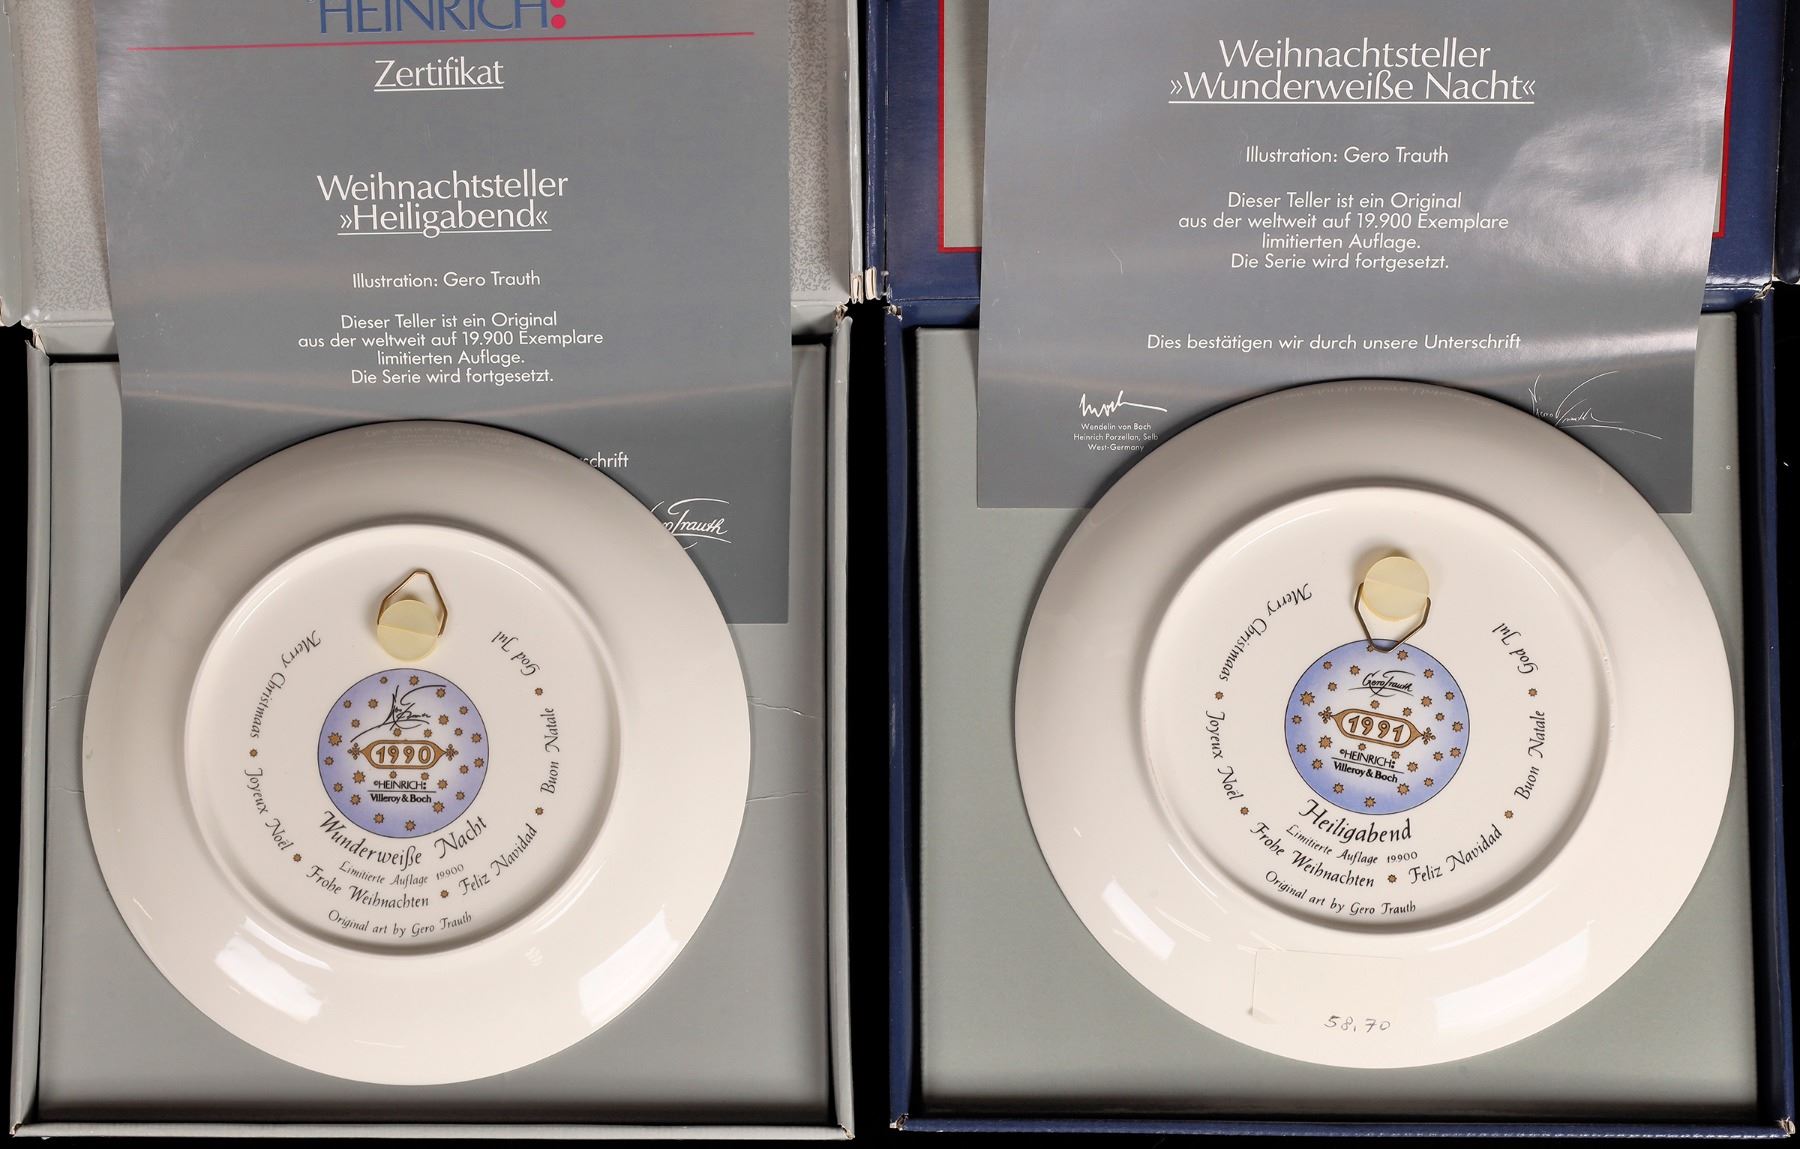 ©HEINRICH:
Zertifikat
Weihnachtsteller
»Heiligabend«
Illustration: Gero Trauth
Dieser Teller ist ein Original
aus der weltweit auf 19.900 Exemplare
limitierten Auflage.
Die Serie wird fortgesetzt.
schrift
Gero Trauth
Merry Christmaas
Joyeux Noël
Frohe Weihnachten
Feliz Navidad
Buon Natale
God Jul
1990
©HEINRICH:
Villeroy & Boch
Wunderweiße Nacht
Limitierte Auflage 19900
Original art by Gero Trauth
Weihnachtsteller
»Wunderweiße Nacht«
Illustration: Gero Trauth
Dieser Teller ist ein Original
aus der weltweit auf 19.900 Exemplare
limitierten Auflage.
Die Serie wird fortgesetzt.
Dies bestätigen wir durch unsere Unterschrift
Wendelin von Boch
Heinrich Porzellan, Selb
West-Germany
Merry Christmaas
Joyeux Noël
Frohe Weihnachten
Feliz Navidad
Buon Natale
God Jul
Gero Trauth
1991
©HEINRICH:
Villeroy & Boch
Heiligabend
Limitierte Auflage 19900
Original art by Gero Trauth
58,70